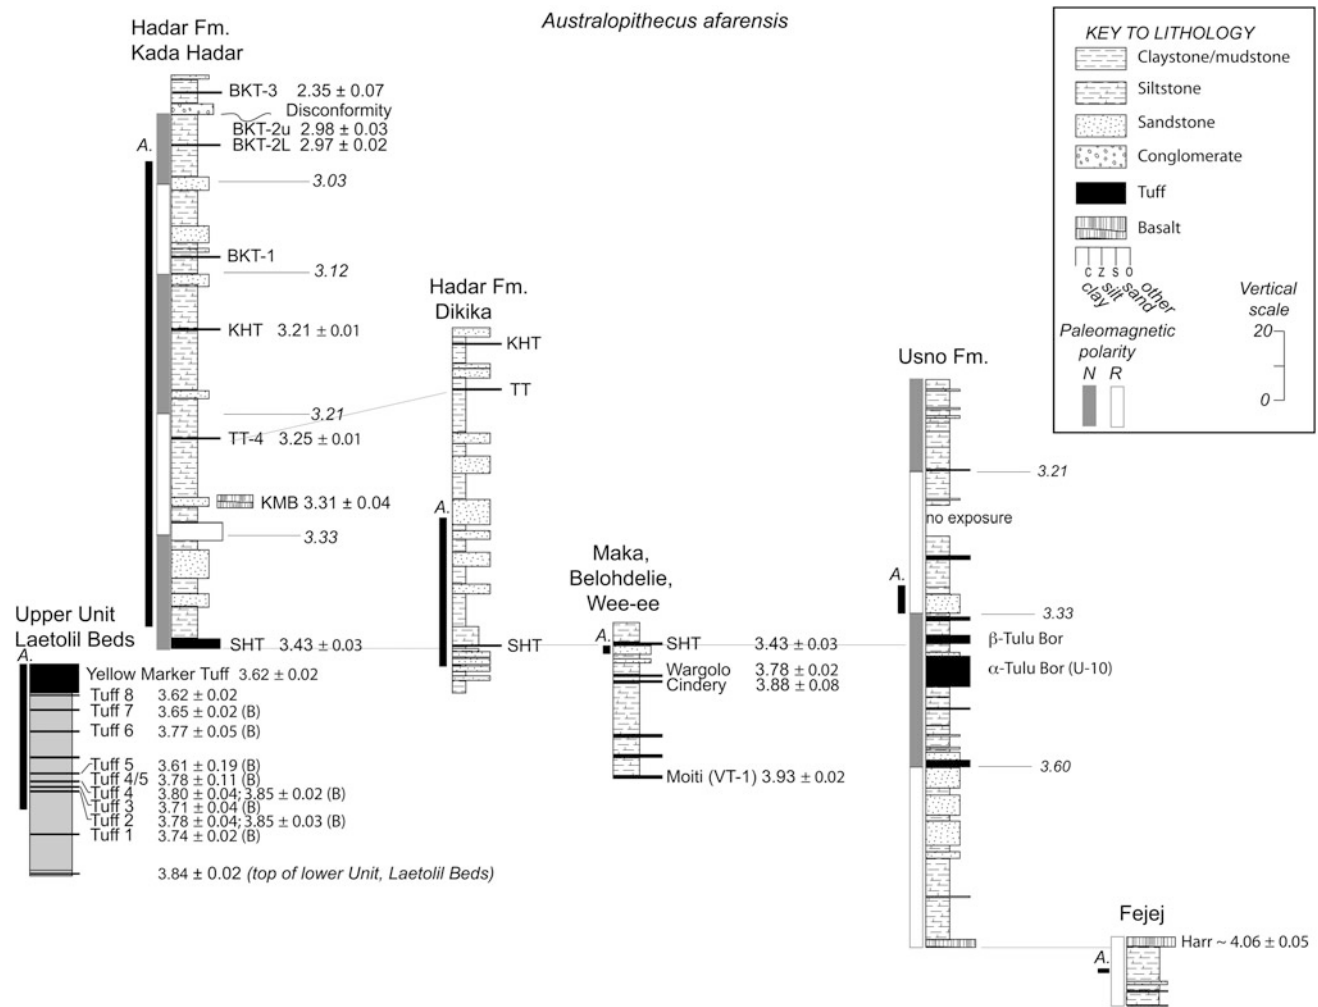 Australopithecus afarensis
Hadar Fm.
Kada Hadar
BKT-3 2.35 ± 0.07
Disconformity
BKT-2u 2.98 ± 0.03
A.
BKT-2L 2.97 ± 0.02
3.03
BKT-1
3.12
KHT 3.21 ± 0.01
3.21
TT-4 3.25 ± 0.01
KMB 3.31 ± 0.04
3.33
SHT 3.43 ± 0.03
Hadar Fm.
Dikika
KHT
TT
A.
SHT
Upper Unit
Laetolil Beds
A.
Yellow Marker Tuff 3.62 ± 0.02
Tuff 8 3.62 ± 0.02
Tuff 7 3.65 ± 0.02 (B)
Tuff 6 3.77 ± 0.05 (B)
Tuff 5 3.61 ± 0.19 (B)
Tuff 4/5 3.78 ± 0.11 (B)
Tuff 4 3.80 ± 0.04; 3.85 ± 0.02 (B)
Tuff 3 3.71 ± 0.04 (B)
Tuff 2 3.78 ± 0.04; 3.85 ± 0.03 (B)
Tuff 1 3.74 ± 0.02 (B)
3.84 ± 0.02 (top of lower Unit, Laetolil Beds)
Maka,
Belohdelie,
Wee-ee
A.
SHT 3.43 ± 0.03
Wargolo 3.78 ± 0.02
Cindery 3.88 ± 0.08
Moiti (VT-1) 3.93 ± 0.02
Usno Fm.
3.21
no exposure
A.
3.33
β-Tulu Bor
α-Tulu Bor (U-10)
3.60
Fejej
Harr ~ 4.06 ± 0.05
A.
KEY TO LITHOLOGY
Claystone/mudstone
Siltstone
Sandstone
Conglomerate
Tuff
Basalt
C Z S O
clay silt sand other
Vertical
scale
20
0
Paleomagnetic
polarity
N R